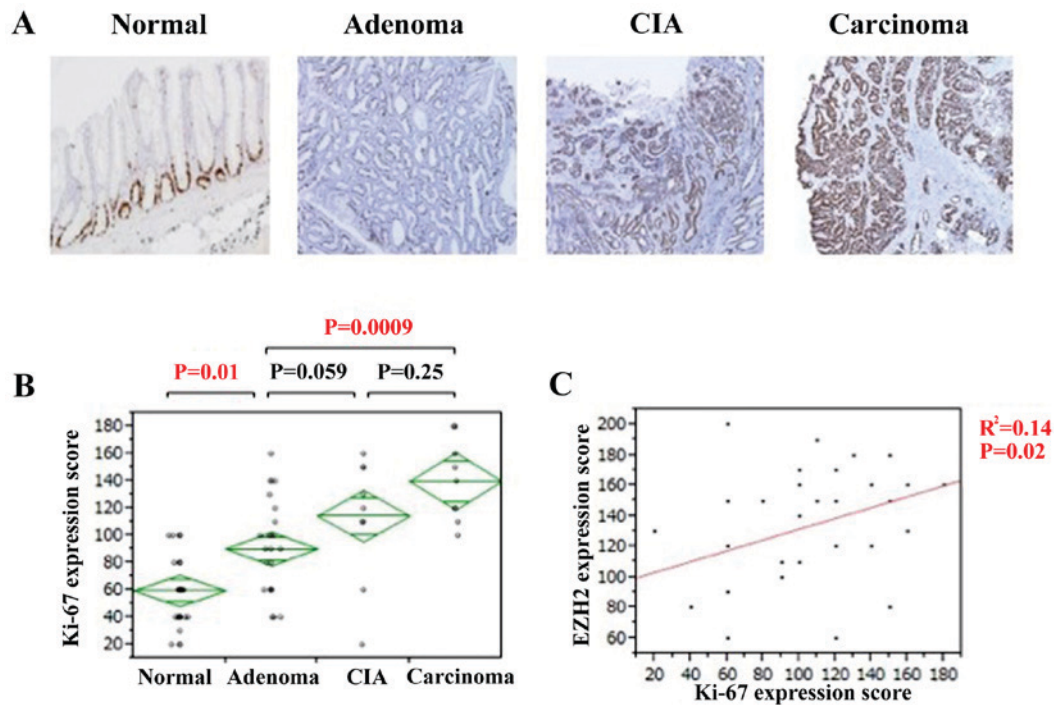 A
Normal
Adenoma
CIA
Carcinoma
P=0.0009
P=0.01
P=0.059
P=0.25
B
Ki-67 expression score
180
160
140
120
100
80
60
40
20
Normal
Adenoma
CIA
Carcinoma
C
R²=0.14
P=0.02
EZH2 expression score
200
180
160
140
120
100
80
60
20
40
60
80
100
120
140
160
180
Ki-67 expression score